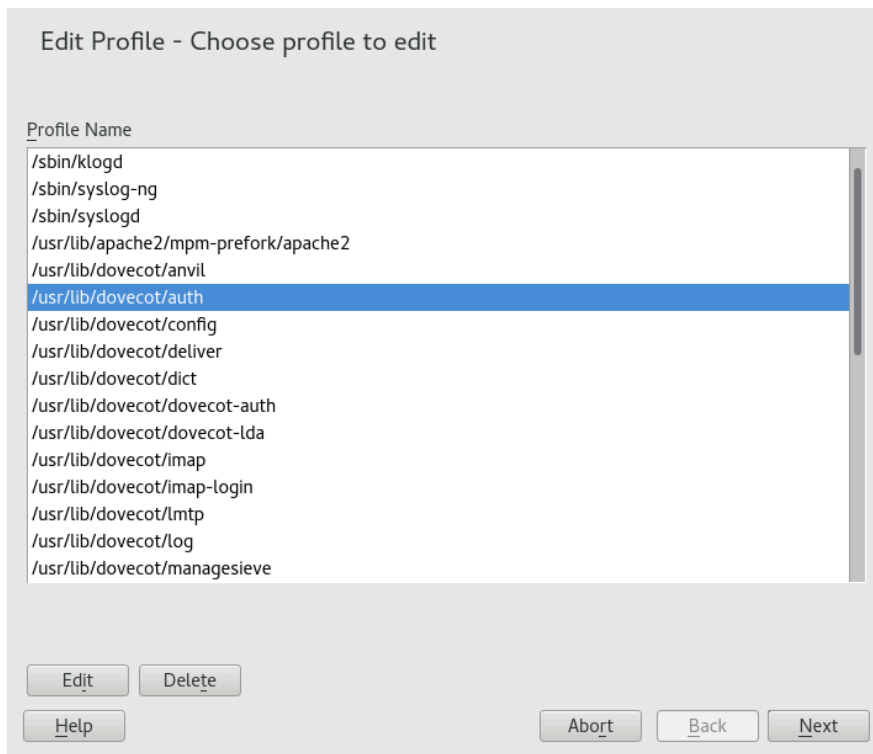 Edit Profile - Choose profile to edit
Profile Name
/sbin/klogd
/sbin/syslog-ng
/sbin/syslogd
/usr/lib/apache2/mpm-prefork/apache2
/usr/lib/dovecot/anvil
/usr/lib/dovecot/auth
/usr/lib/dovecot/config
/usr/lib/dovecot/deliver
/usr/lib/dovecot/dict
/usr/lib/dovecot/dovecot-auth
/usr/lib/dovecot/dovecot-lda
/usr/lib/dovecot/imap
/usr/lib/dovecot/imap-login
/usr/lib/dovecot/lmtp
/usr/lib/dovecot/log
/usr/lib/dovecot/managesieve
Edit Delete
Help Abort Back Next